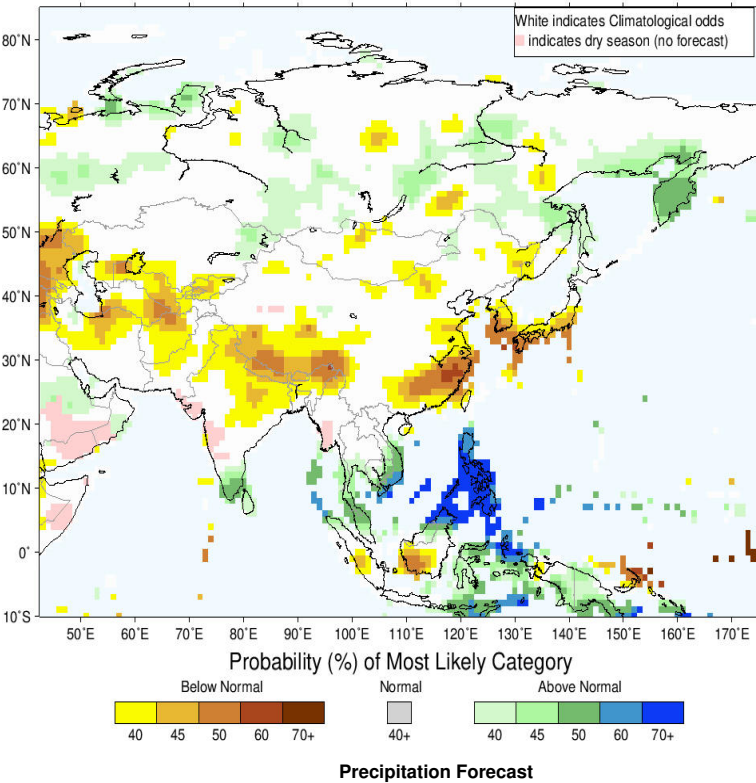 White indicates Climatological odds
indicates dry season (no forecast)
80˚N
70˚N
60˚N
50˚N
40˚N
30˚N
20˚N
10˚N
0˚
10˚S
50˚E 60˚E 70˚E 80˚E 90˚E 100˚E 110˚E 120˚E 130˚E 140˚E 150˚E 160˚E 170˚E
Probability (%) of Most Likely Category
Below Normal Normal Above Normal
40 45 50 60 70+ 40+ 40 45 50 60 70+
Precipitation Forecast